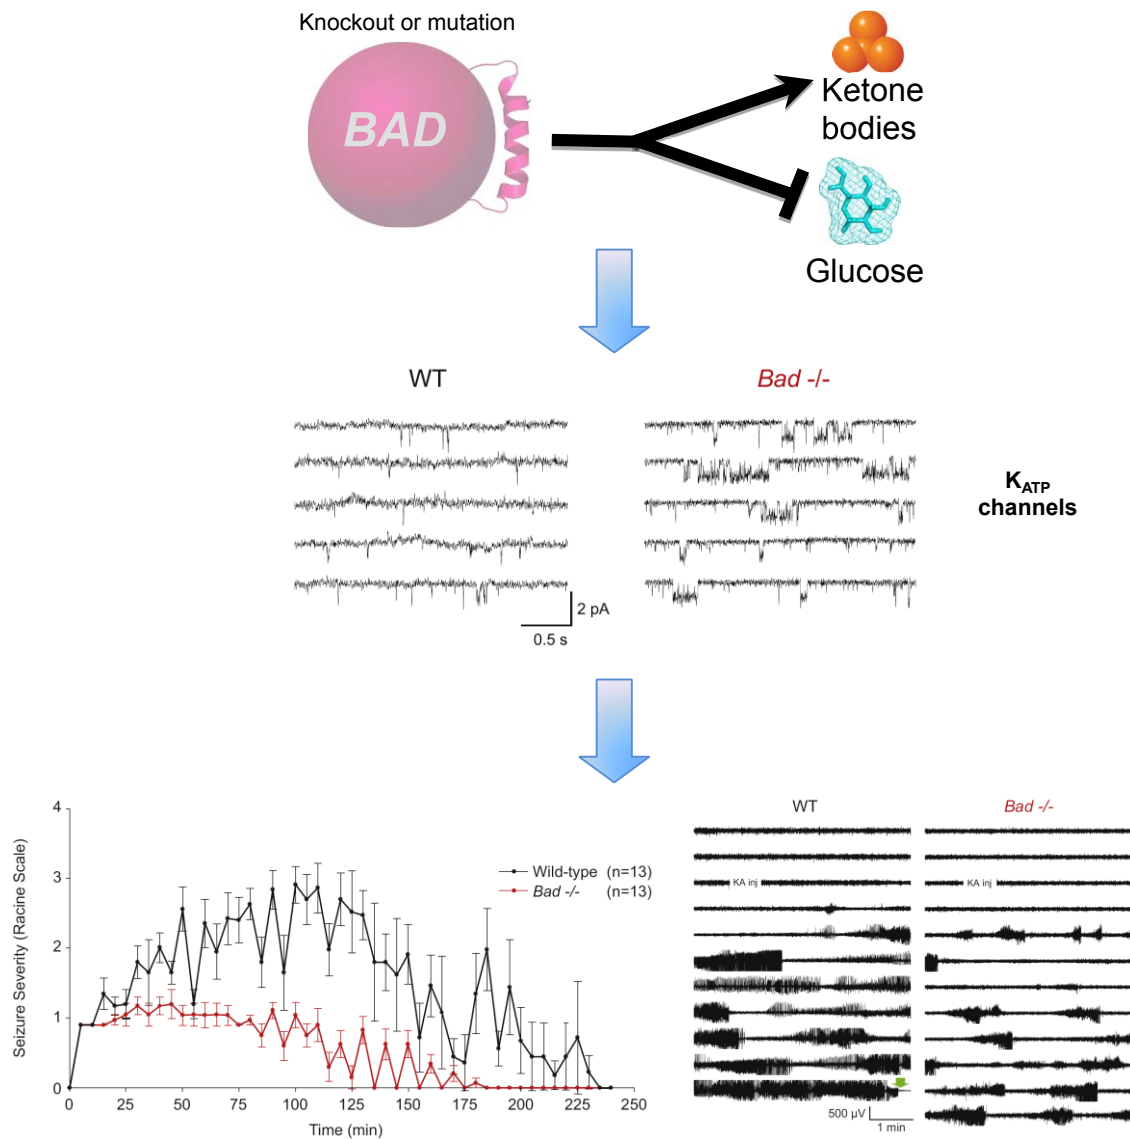 Knockout or mutation
BAD
Ketone
bodies
Glucose
WT
Bad -/-
K_ATP
channels
2 pA
0.5 s
4
3
2
1
0
Seizure Severity (Racine Scale)
Wild-type (n=13)
Bad -/- (n=13)
0
25
50
75
100
125
150
175
200
225
250
Time (min)
WT
Bad -/-
KA inj
KA inj
500 µV
1 min